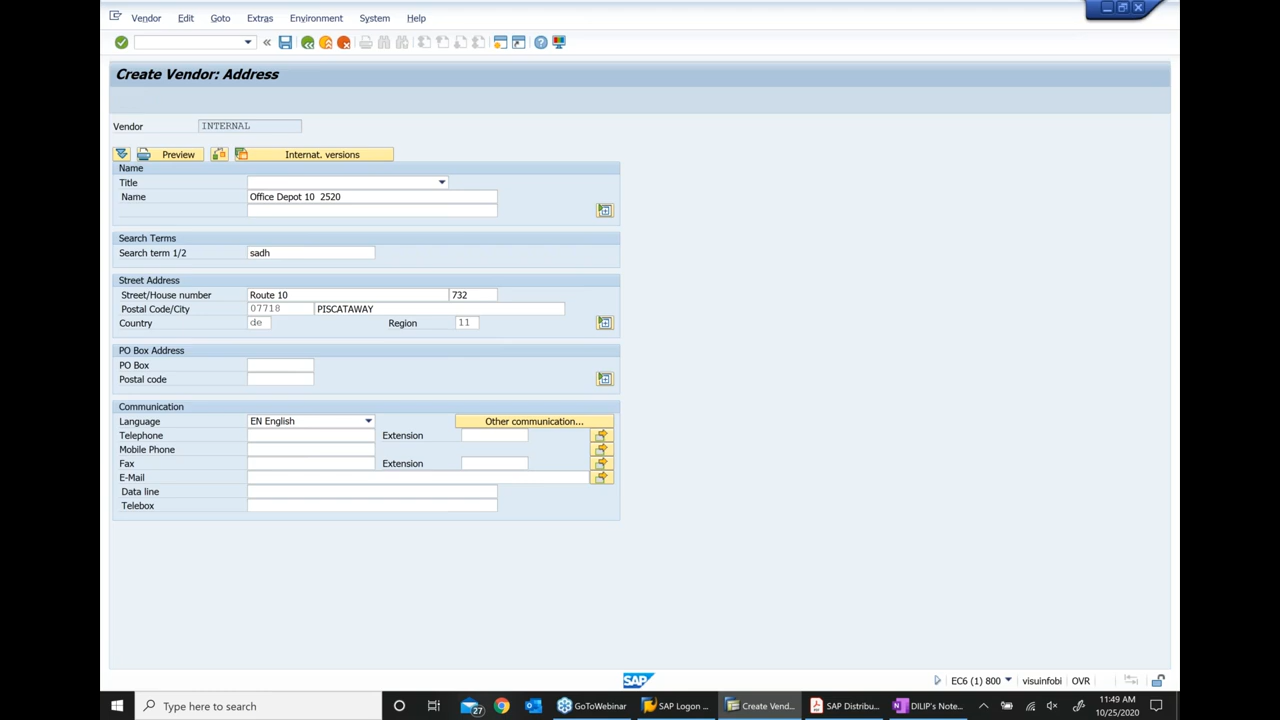 Vendor Edit Goto Extras Environment System Help
Create Vendor: Address
Vendor INTERNAL
Preview Internat. versions
Name
Title
Name Office Depot 10 2520
Search Terms
Search term 1/2 sadh
Street Address
Street/House number Route 10 732
Postal Code/City 07718 PISCATAWAY
Country de Region 11
PO Box Address
PO Box
Postal code
Communication
Language EN English Other communication...
Telephone Extension
Mobile Phone
Fax Extension
E-Mail
Data line
Telebox
SAP EC6 (1) 800 visuinfobi OVR
Type here to search 27 GoToWebinar SAP Logon ... Create Vend... SAP Distribu... DILIP's Note... 11:49 AM
10/25/2020